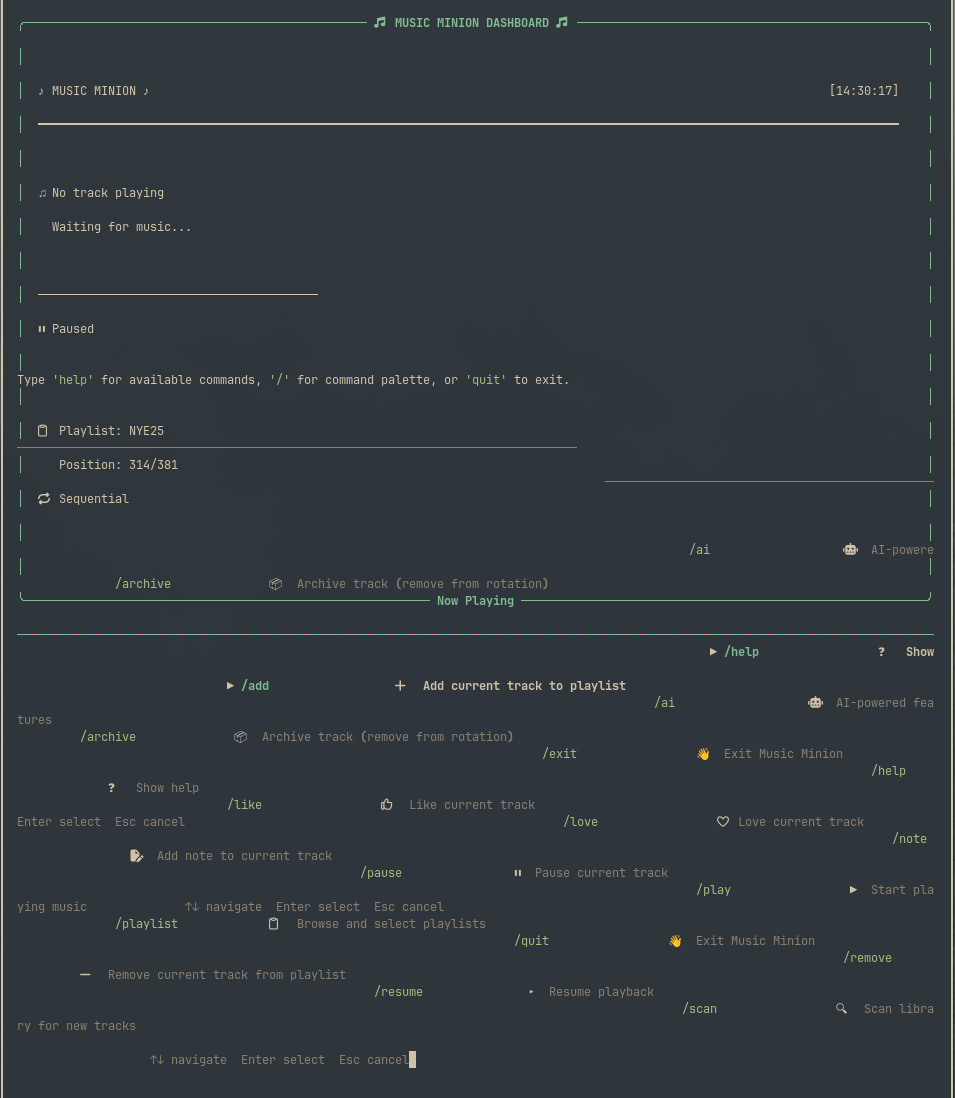 MUSIC MINION DASHBOARD
♪ MUSIC MINION ♪ [14:30:17]
♫ No track playing
Waiting for music...
Paused
Type 'help' for available commands, '/' for command palette, or 'quit' to exit.
Playlist: NYE25
Position: 314/381
Sequential
/ai AI-powere
/archive Archive track (remove from rotation)
Now Playing
/help ? Show
/add + Add current track to playlist
/ai AI-powered fea
tures
/archive Archive track (remove from rotation)
/exit Exit Music Minion
/help
? Show help
/like Like current track
Enter select Esc cancel /love Love current track
/note
Add note to current track
/pause Pause current track
/play Start pla
ying music ↑↓ navigate Enter select Esc cancel
/playlist Browse and select playlists
/quit Exit Music Minion
/remove
Remove current track from playlist
/resume Resume playback
/scan Scan libra
ry for new tracks
↑↓ navigate Enter select Esc cancel